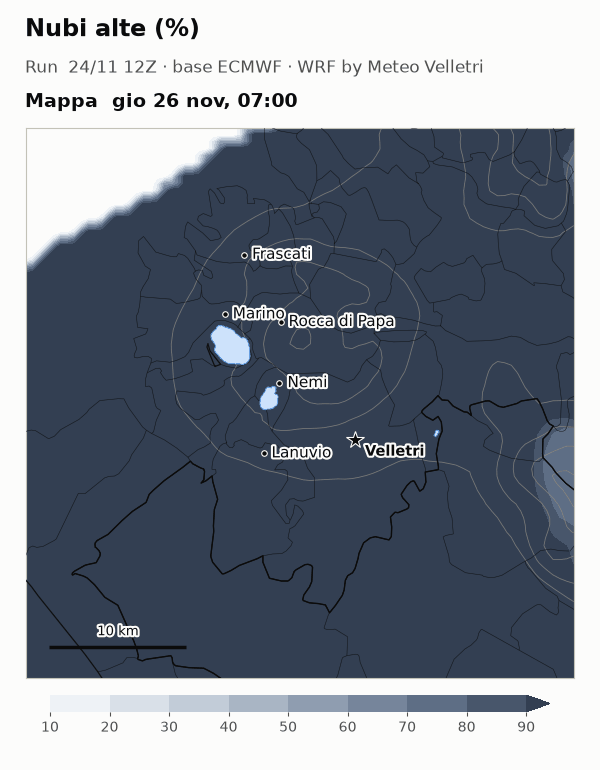 Nubi alte (%)
Run  24/11 12Z · base ECMWF · WRF by Meteo Velletri
Mappa  gio 26 nov, 07:00
Frascati
Marino
Rocca di Papa
Nemi
Velletri
Lanuvio
10 km
10 20 30 40 50 60 70 80 90